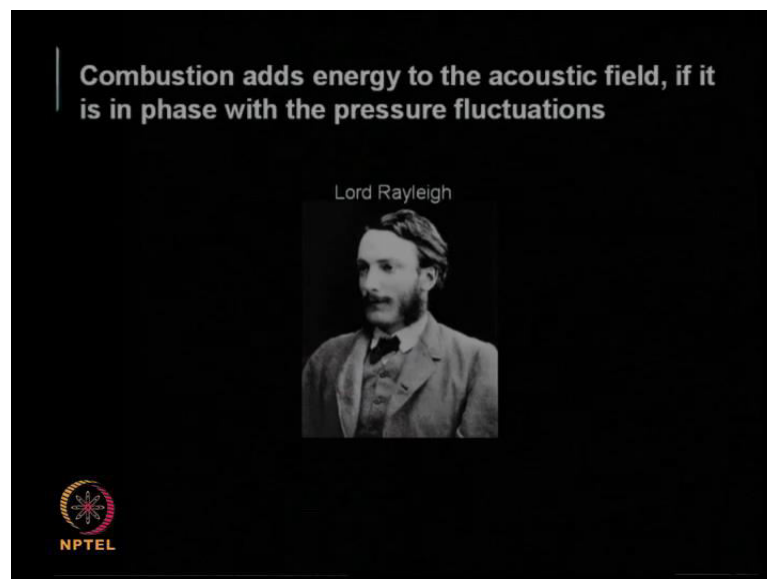 Combustion adds energy to the acoustic field, if it
is in phase with the pressure fluctuations
Lord Rayleigh
NPTEL